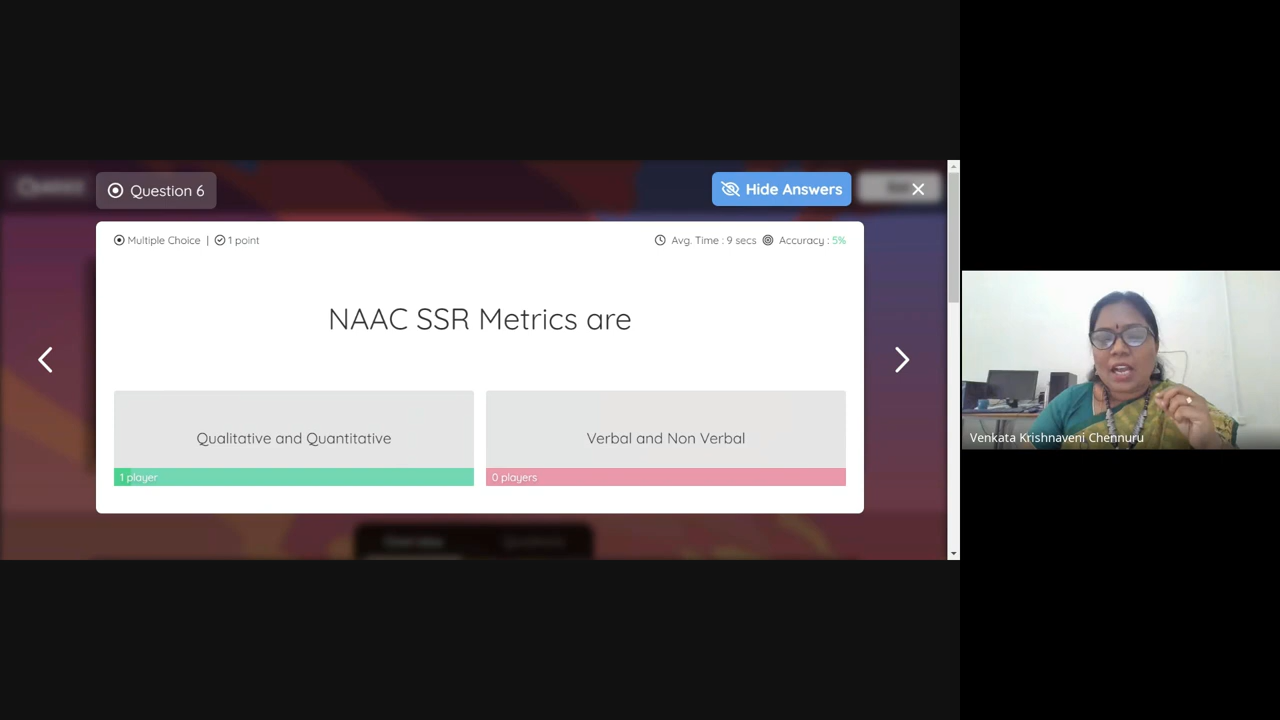 Question 6
Hide Answers
Multiple Choice | 1 point
Avg. Time : 9 secs Accuracy : 5%
NAAC SSR Metrics are
Qualitative and Quantitative
Verbal and Non Verbal
1 player
0 players
Venkata Krishnaveni Chennuru